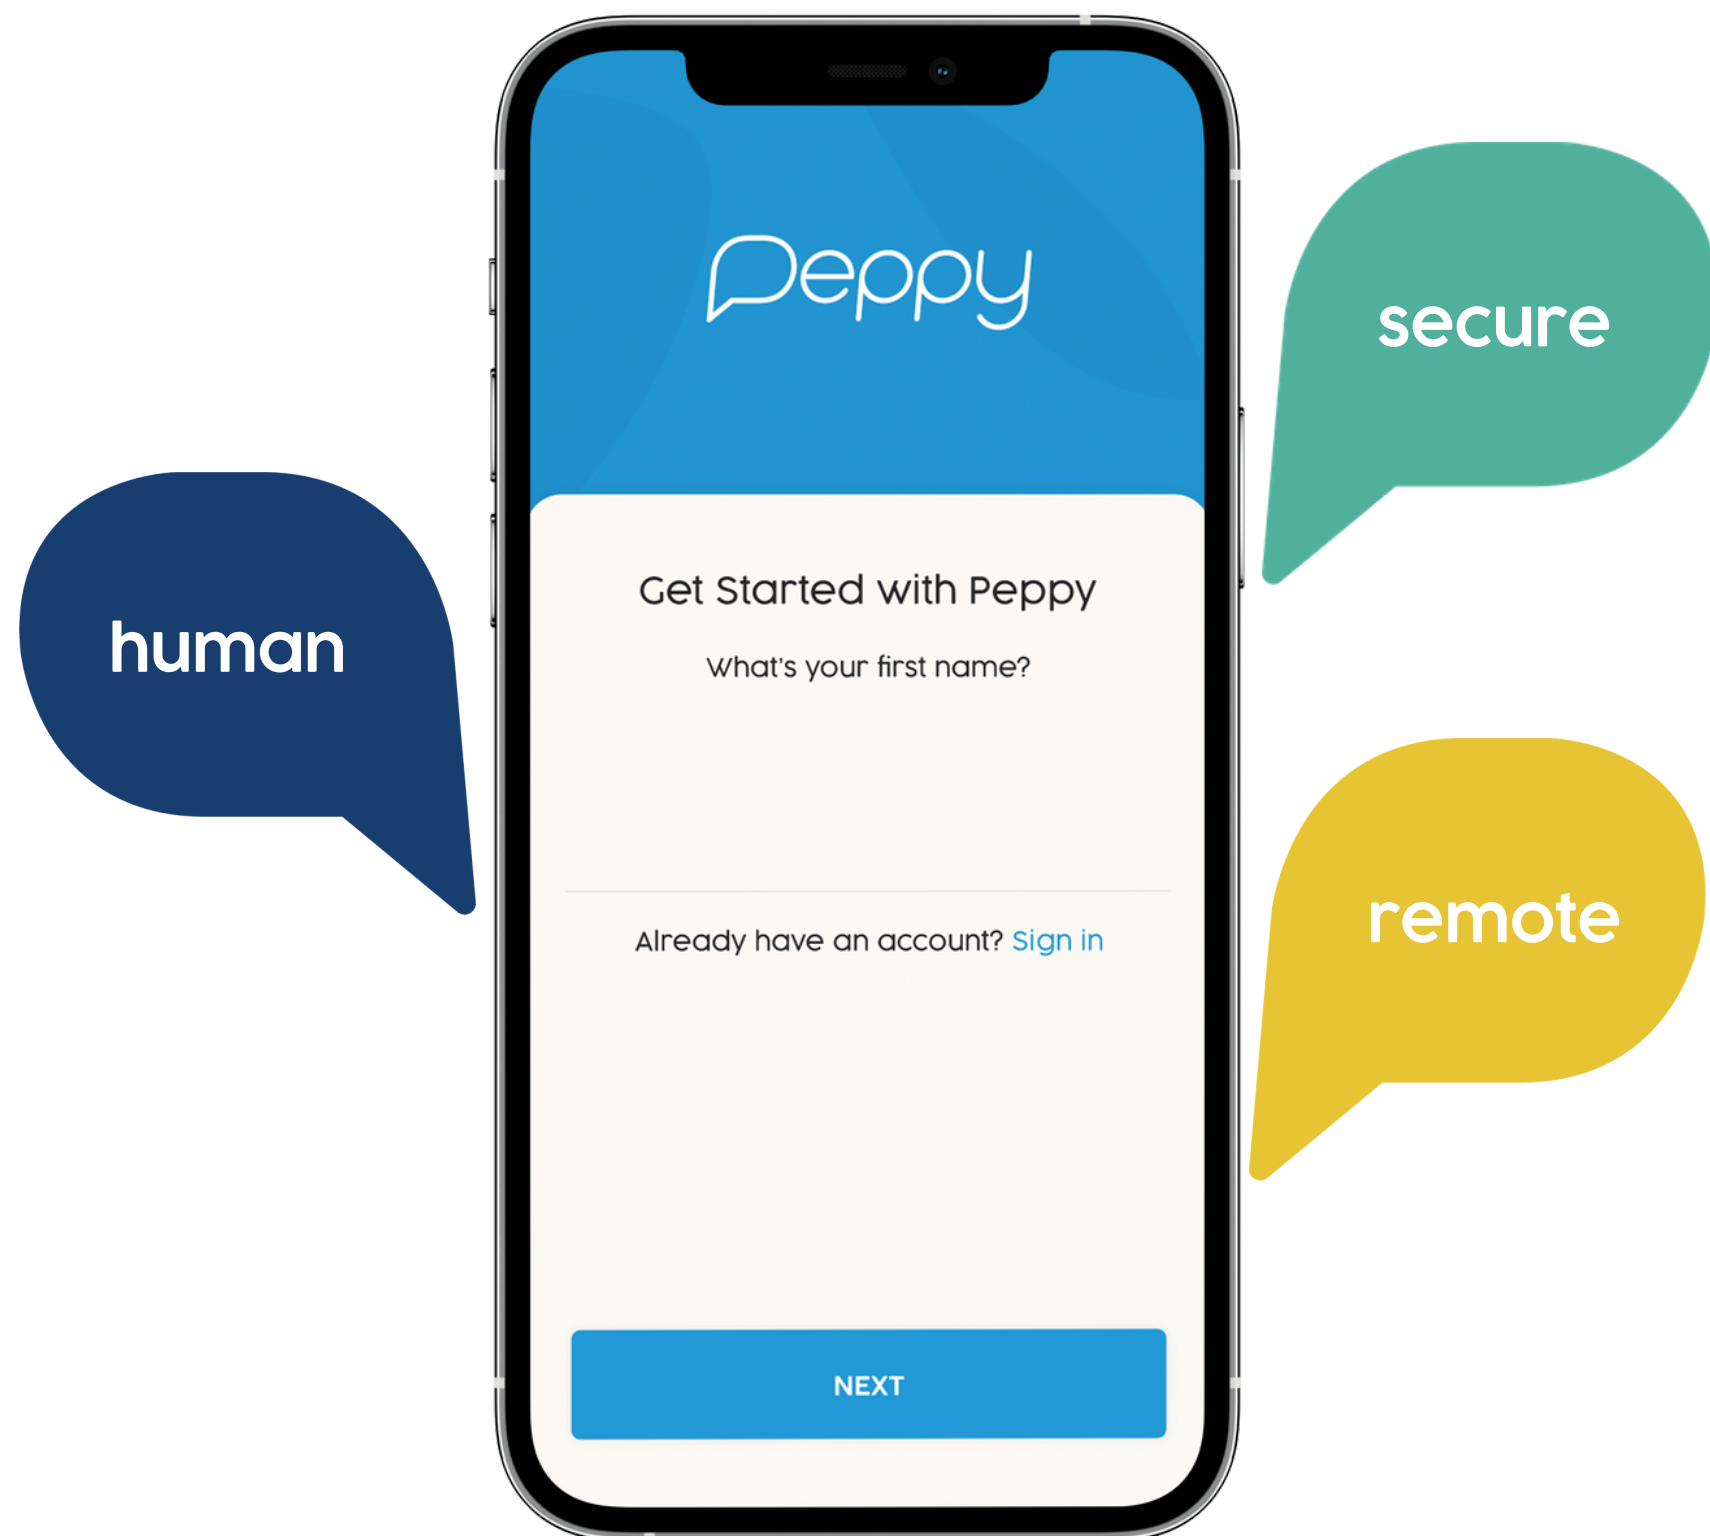 Peppy
secure
Get Started with Peppy
human
What's your first name?
remote
Already have an account? Sign in
NEXT